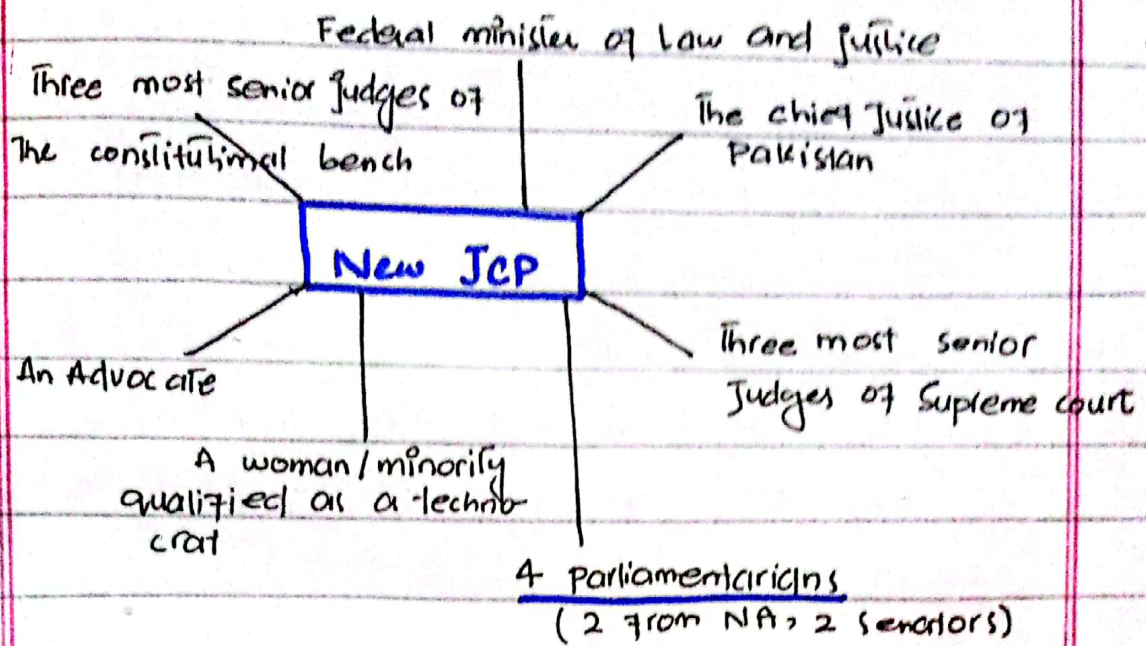 Federal minister of Law and justice
Three most senior judges of
the constitutional bench
The chief Justice of
Pakistan
New JCP
An Advocate
Three most senior
Judges of Supreme court
A woman/minority
qualified as a techno-
crat
4 parliamentarians
(2 from NA, 2 Senators)